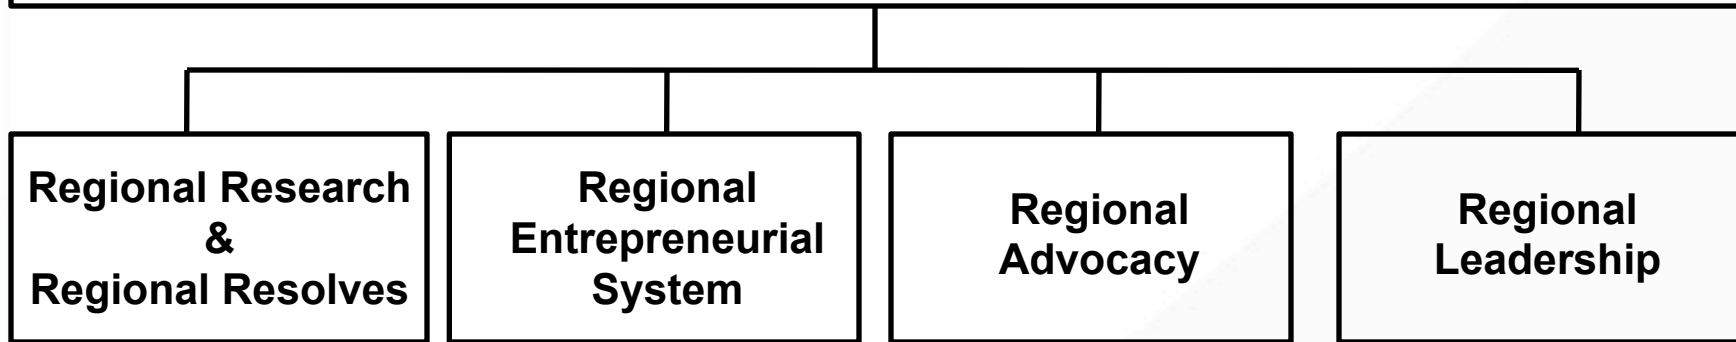 Regional Research
&
Regional Resolves
Regional
Entrepreneurial
System
Regional
Advocacy
Regional
Leadership